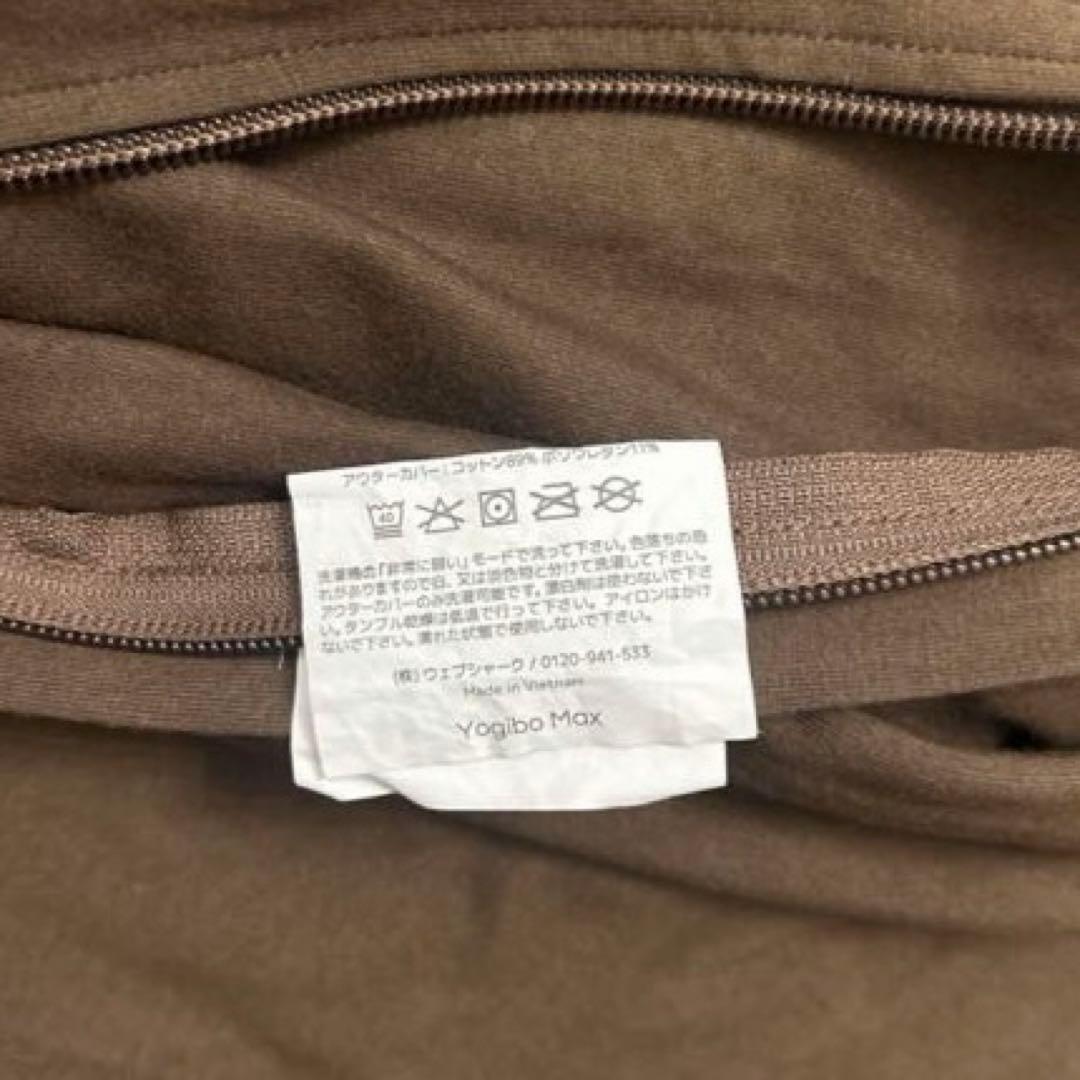 アウターカバー：コットン89% ポリウレタン11%
40
洗濯機の「非常に弱い」モードで洗って下さい。色落ちの恐
れがありますので白、又は淡色物と分けて洗濯して下さい。
アウターカバーのみ洗濯可能です。漂白剤は使わないで下さ
い。タンブル乾燥は低温で行って下さい。アイロンはかけ
ないで下さい。濡れた状態で使用しないで下さい。
(株)ウェブシャーク / 0120-941-533
Made in Vietnam
Yogibo Max